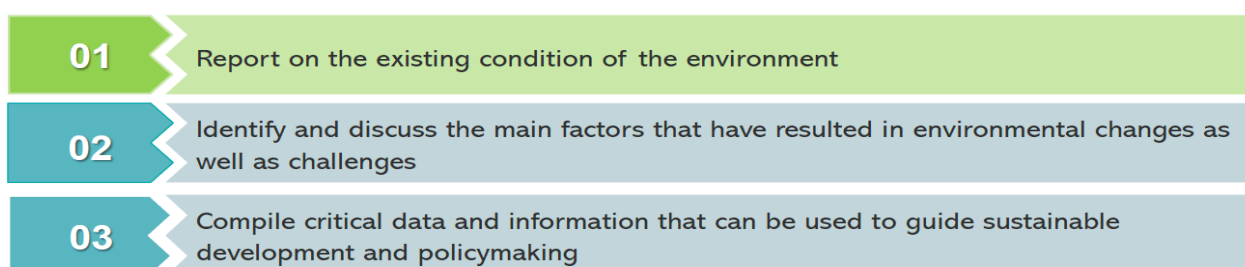 01
Report on the existing condition of the environment
02
Identify and discuss the main factors that have resulted in environmental changes as
well as challenges
03
Compile critical data and information that can be used to guide sustainable
development and policymaking